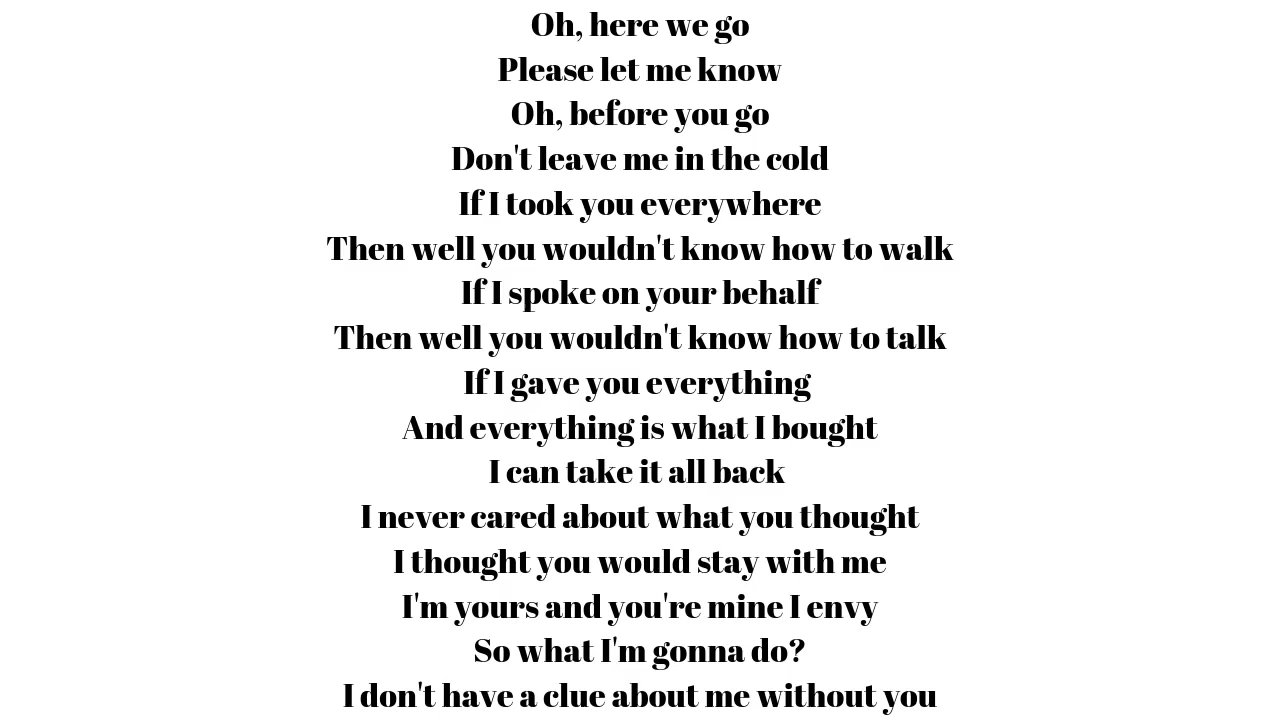 Oh, here we go
Please let me know
Oh, before you go
Don't leave me in the cold
If I took you everywhere
Then well you wouldn't know how to walk
If I spoke on your behalf
Then well you wouldn't know how to talk
If I gave you everything
And everything is what I bought
I can take it all back
I never cared about what you thought
I thought you would stay with me
I'm yours and you're mine I envy
So what I'm gonna do?
I don't have a clue about me without you